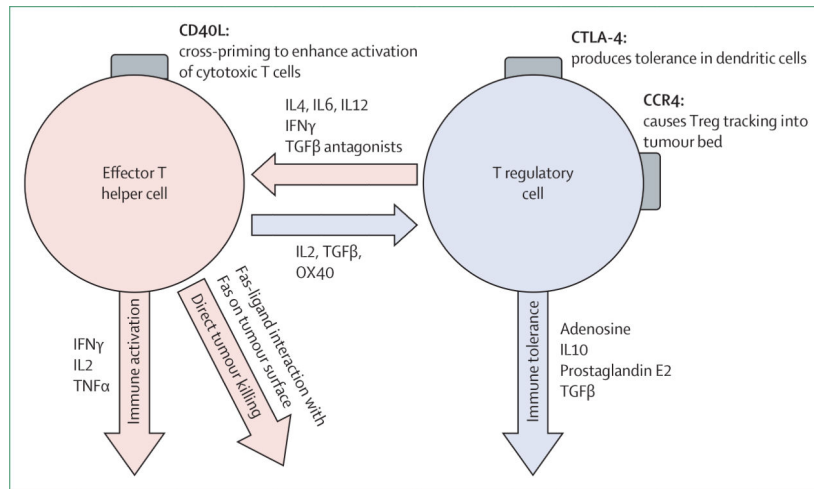 CD40L:
cross-priming to enhance activation
of cytotoxic T cells
CTLA-4:
produces tolerance in dendritic cells
CCR4:
causes Treg tracking into
tumour bed
IL4, IL6, IL12
IFNγ
TGFβ antagonists
Effector T
helper cell
T regulatory
cell
IL2, TGFβ,
OX40
IFNγ
IL2
TNFα
Immune activation
Direct tumour killing
Fas-ligand interaction with
Fas on tumour surface
Immune tolerance
Adenosine
IL10
Prostaglandin E2
TGFβ